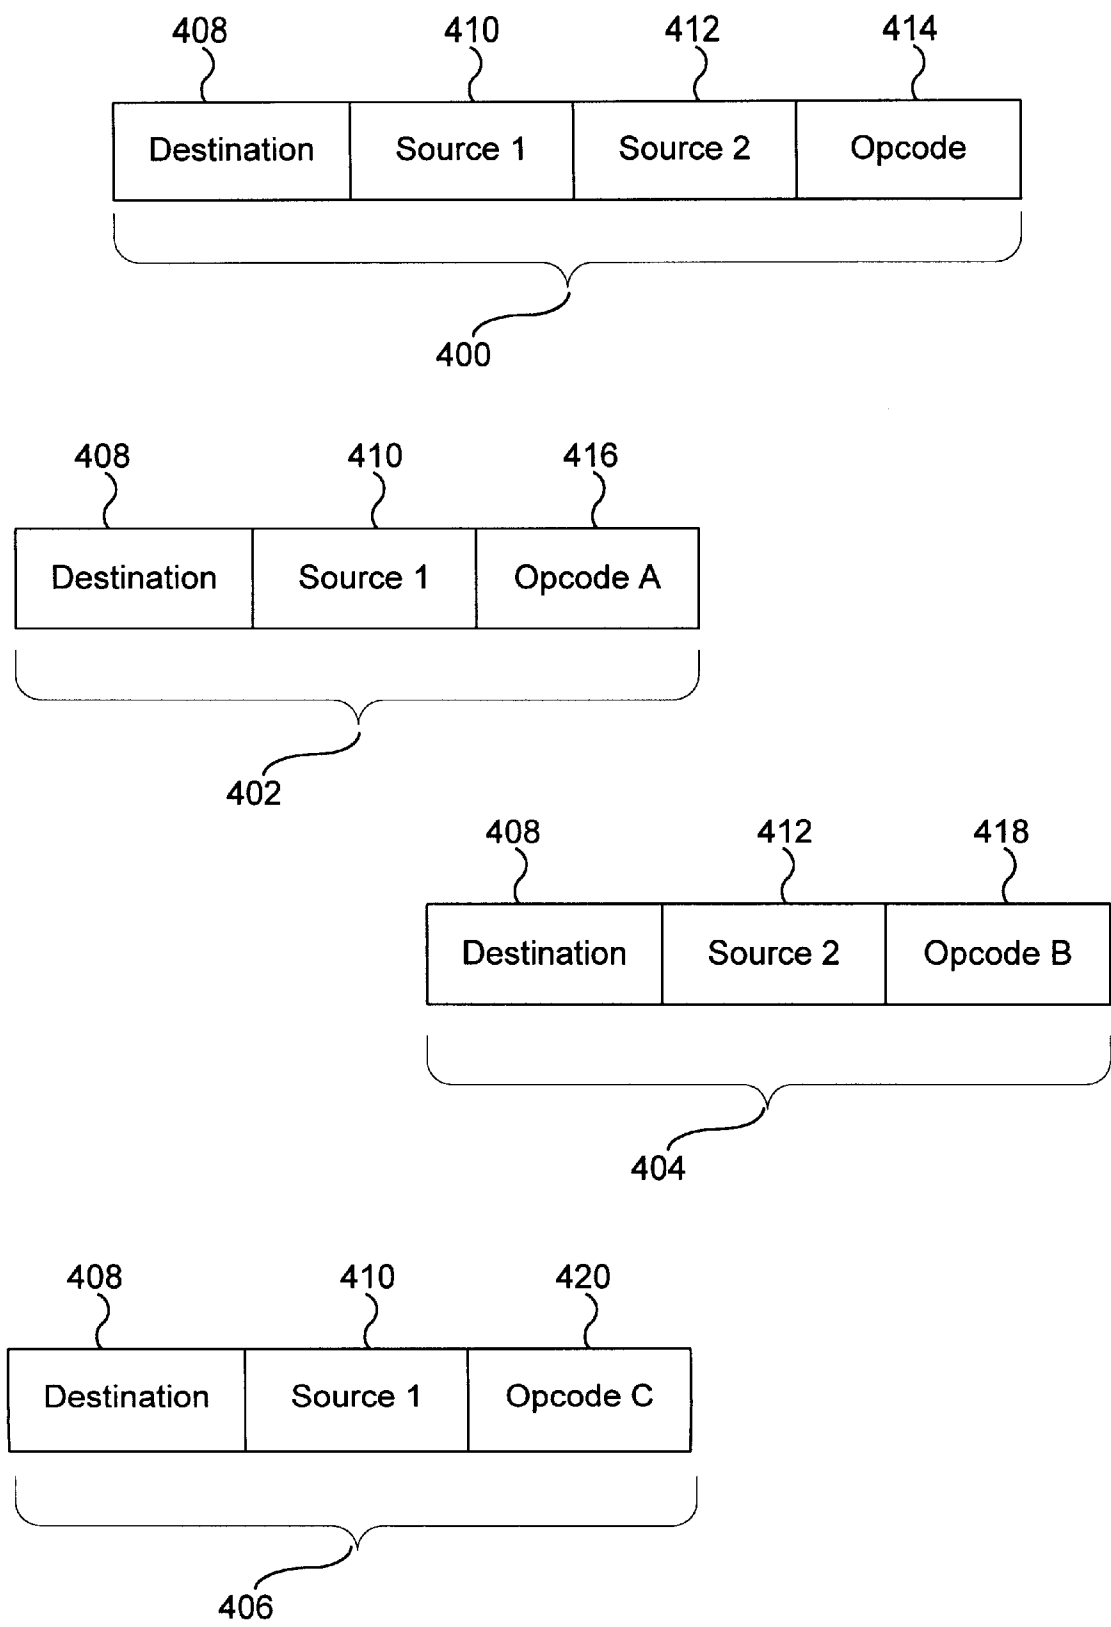 408 410 412 414
Destination Source 1 Source 2 Opcode
400
408 410 416
Destination Source 1 Opcode A
402
408 412 418
Destination Source 2 Opcode B
404
408 410 420
Destination Source 1 Opcode C
406